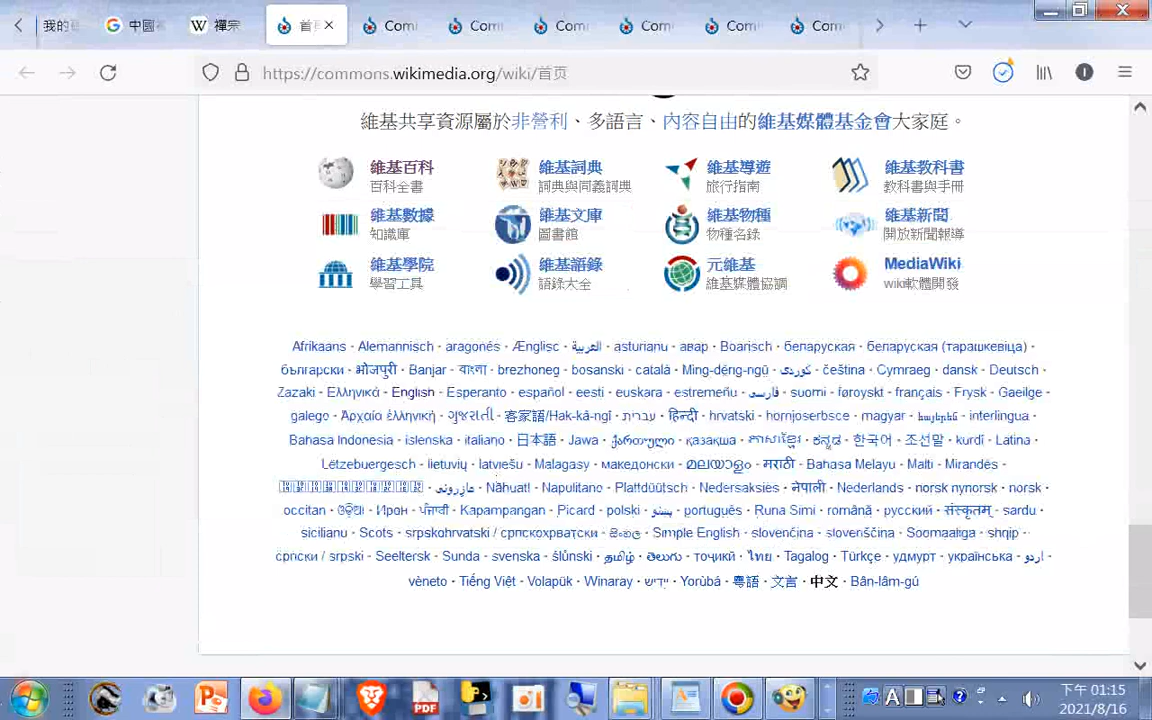 我的
中國
禪宗
首頁
Comm
Comm
Comm
Comm
Comm
Comm
https://commons.wikimedia.org/wiki/首页
維基共享資源屬於非營利、多語言、內容自由的維基媒體基金會大家庭。
維基百科 維基詞典 維基導遊 維基教科書
百科全書 詞典與同義詞典 旅行指南 教科書與手冊
維基數據 維基文庫 維基物種 維基新聞
知識庫 圖書館 物種名錄 開放新聞報導
維基學院 維基語錄 元維基 MediaWiki
學習工具 語錄大全 維基媒體協調 wiki軟體開發
Afrikaans · Alemannisch · aragonés · Ænglisc · العربية · asturianu · авар · Boarisch · беларуская · беларуская (тарашкевіца) ·
български · भोजपुरी · Banjar · বাংলা · brezhoneg · bosanski · català · Mìng-dĕ̤ng-ngṳ̄ · کوردی · čeština · Cymraeg · dansk · Deutsch ·
Zazaki · Ελληνικά · English · Esperanto · español · eesti · euskara · estremeñu · فارسی · suomi · føroyskt · français · Frysk · Gaeilge ·
galego · Ἀρχαία ἑλληνικὴ · ગુજરાતી · 客家語/Hak-kâ-ngî · עברית · हिन्दी · hrvatski · hornjoserbsce · magyar · հայերեն · interlingua ·
Bahasa Indonesia · íslenska · italiano · 日本語 · Jawa · ქართული · қазақша · ភាសាខ្មែរ · ಕನ್ನಡ · 한국어 · 조선말 · kurdî · Latina ·
Lëtzebuergesch · lietuvių · latviešu · Malagasy · македонски · മലയാളം · मराठी · Bahasa Melayu · Malti · Mirandés ·
مازِرونی · Nāhuatl · Napulitano · Plattdüütsch · Nedersaksies · नेपाली · Nederlands · norsk nynorsk · norsk ·
occitan · ଓଡ଼ିଆ · Ирон · ਪੰਜਾਬੀ · Kapampangan · Picard · polski · پښتو · português · Runa Simi · română · русский · संस्कृतम् · sardu ·
sicilianu · Scots · srpskohrvatski / српскохрватски · සිංහල · Simple English · slovenčina · slovenščina · Soomaaliga · shqip ·
српски / srpski · Seeltersk · Sunda · svenska · ślůnski · தமிழ் · తెలుగు · тоҷикӣ · ไทย · Tagalog · Türkçe · удмурт · українська · اردو ·
vèneto · Tiếng Việt · Volapük · Winaray · ייִדיש · Yorùbá · 粵語 · 文言 · 中文 · Bân-lâm-gú
PDF
下午 01:15
2021/8/16